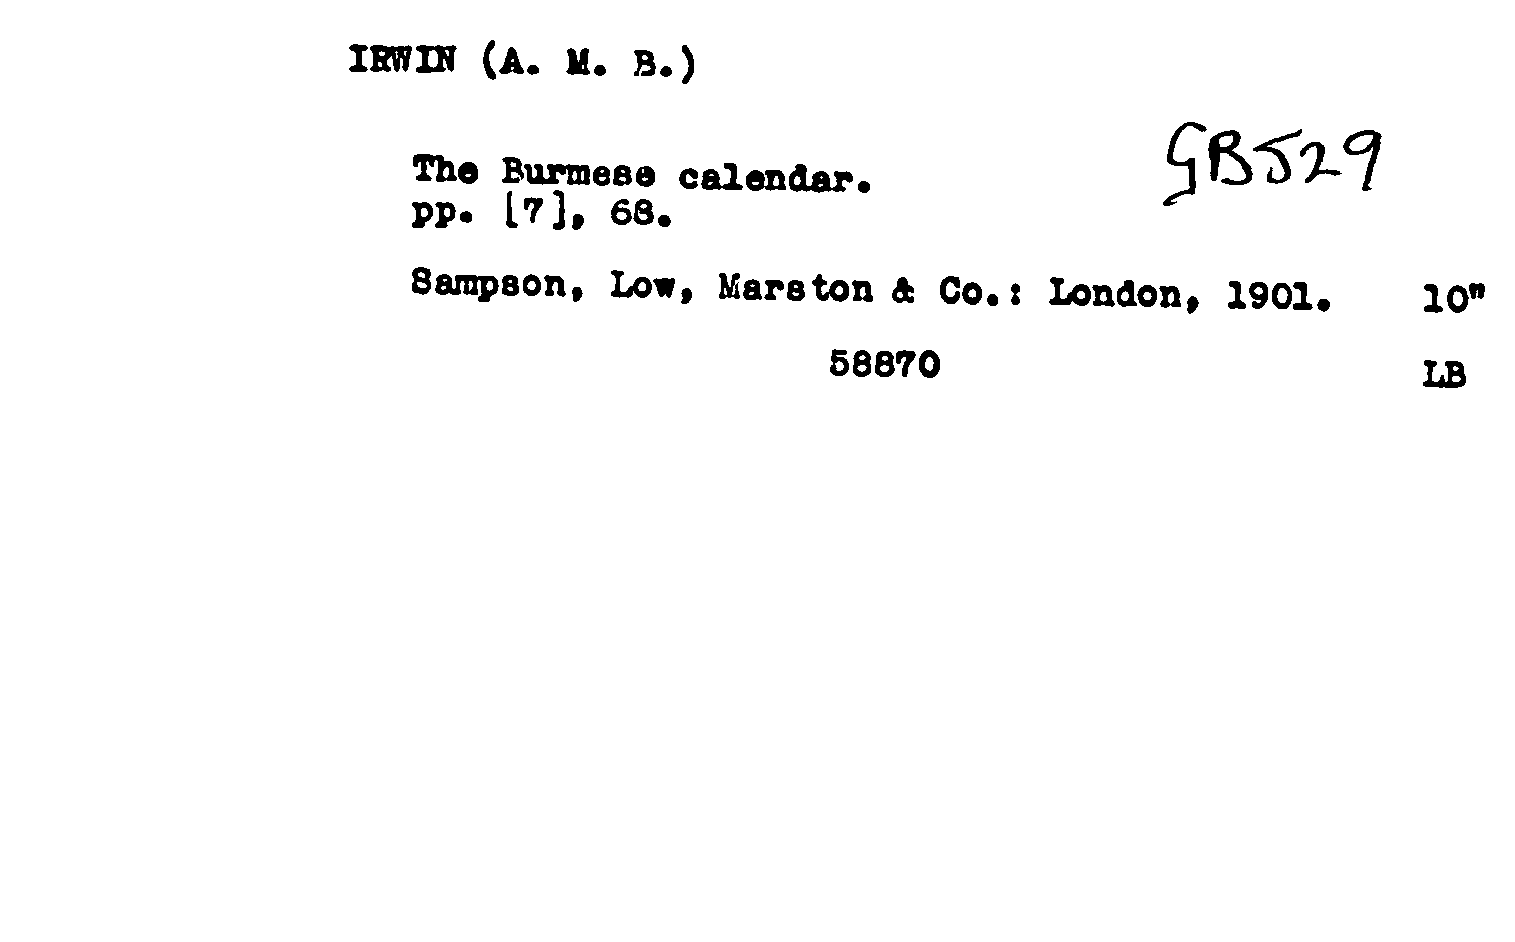 IRWIN (A. M. B.)
GB529
The Burmese calendar.
pp. [7], 68.
Sampson, Low, Marston & Co.: London, 1901. 10"
58870 LB